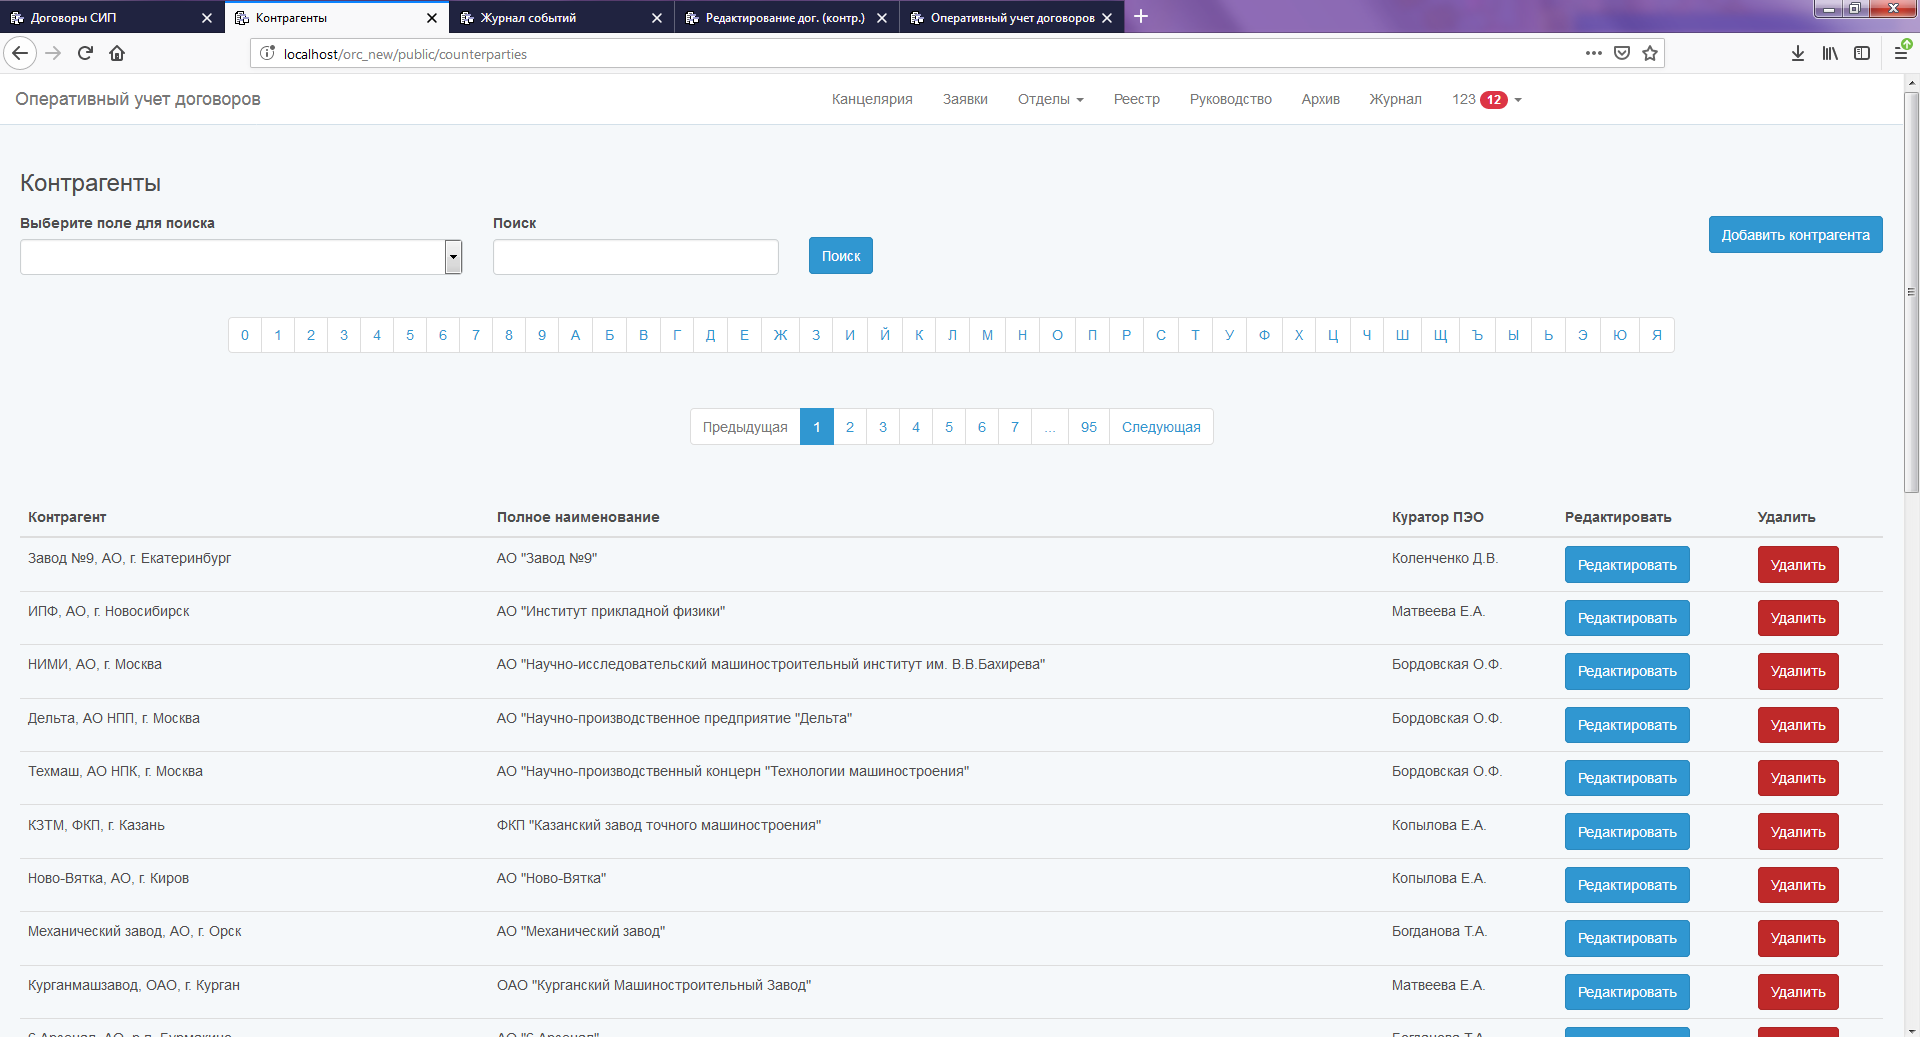 Договоры СИП
Контрагенты
Журнал событий
Редактирование дог. (контр.)
Оперативный учет договоров
localhost/orc_new/public/counterparties
Оперативный учет договоров
Канцелярия Заявки Отделы Реестр Руководство Архив Журнал 123 12
Контрагенты
Выберите поле для поиска
Поиск
Поиск
Добавить контрагента
0 1 2 3 4 5 6 7 8 9 А Б В Г Д Е Ж З И Й К Л М Н О П Р С Т У Ф Х Ц Ч Ш Щ Ъ Ы Ь Э Ю Я
Предыдущая 1 2 3 4 5 6 7 ... 95 Следующая
Контрагент Полное наименование Куратор ПЭО Редактировать Удалить
Завод №9, АО, г. Екатеринбург АО "Завод №9" Коленченко Д.В. Редактировать Удалить
ИПФ, АО, г. Новосибирск АО "Институт прикладной физики" Матвеева Е.А. Редактировать Удалить
НИМИ, АО, г. Москва АО "Научно-исследовательский машиностроительный институт им. В.В.Бахирева" Бордовская О.Ф. Редактировать Удалить
Дельта, АО НПП, г. Москва АО "Научно-производственное предприятие "Дельта" Бордовская О.Ф. Редактировать Удалить
Техмаш, АО НПК, г. Москва АО "Научно-производственный концерн "Технологии машиностроения" Бордовская О.Ф. Редактировать Удалить
КЗТМ, ФКП, г. Казань ФКП "Казанский завод точного машиностроения" Копылова Е.А. Редактировать Удалить
Ново-Вятка, АО, г. Киров АО "Ново-Вятка" Копылова Е.А. Редактировать Удалить
Механический завод, АО, г. Орск АО "Механический завод" Богданова Т.А. Редактировать Удалить
Курганмашзавод, ОАО, г. Курган ОАО "Курганский Машиностроительный Завод" Матвеева Е.А. Редактировать Удалить